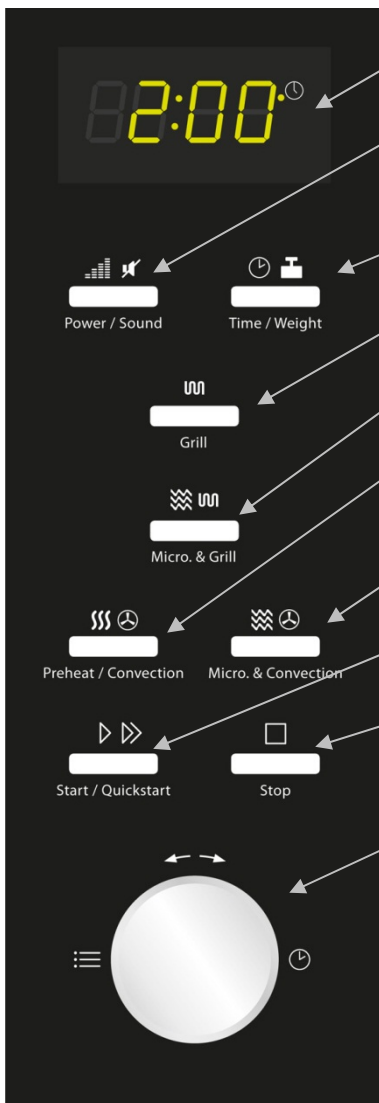 2:00
Power / Sound
Time / Weight
Grill
Micro. & Grill
Preheat / Convection
Micro. & Convection
Start / Quickstart
Stop